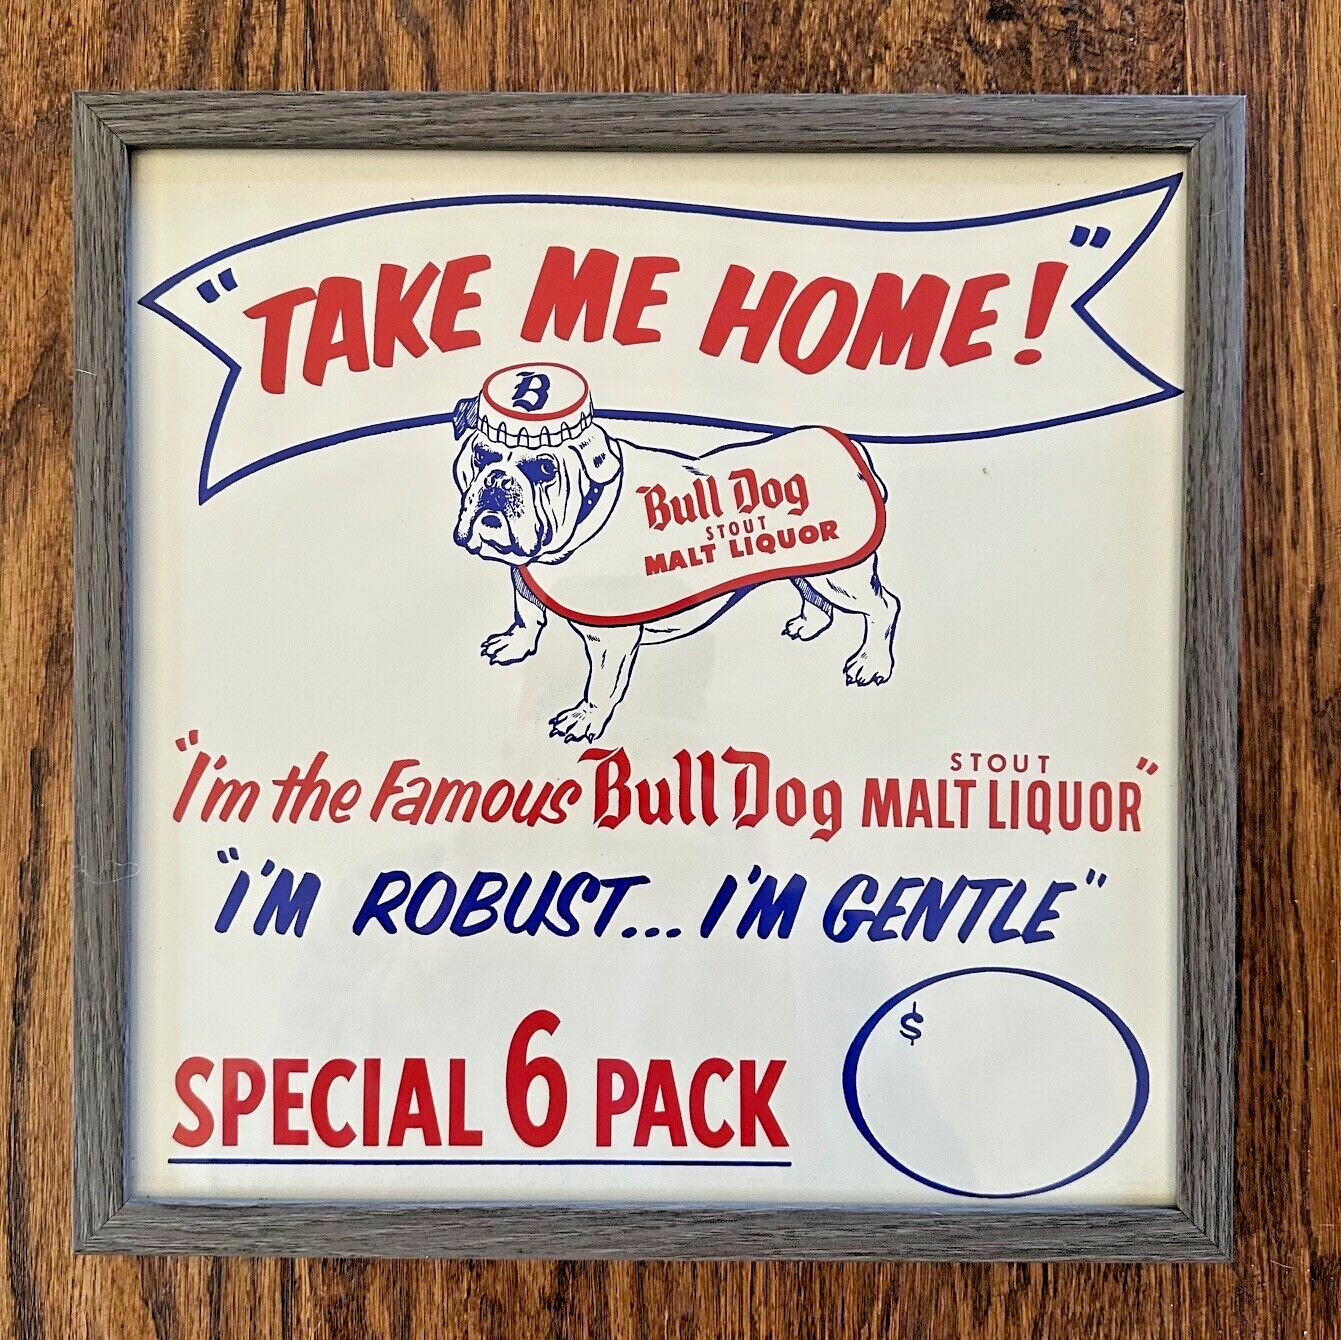 "TAKE ME HOME!"
B
Bull Dog
STOUT
MALT LIQUOR
"I'm the Famous Bull Dog STOUT MALT LIQUOR"
"I'M ROBUST... I'M GENTLE"
$
SPECIAL 6 PACK